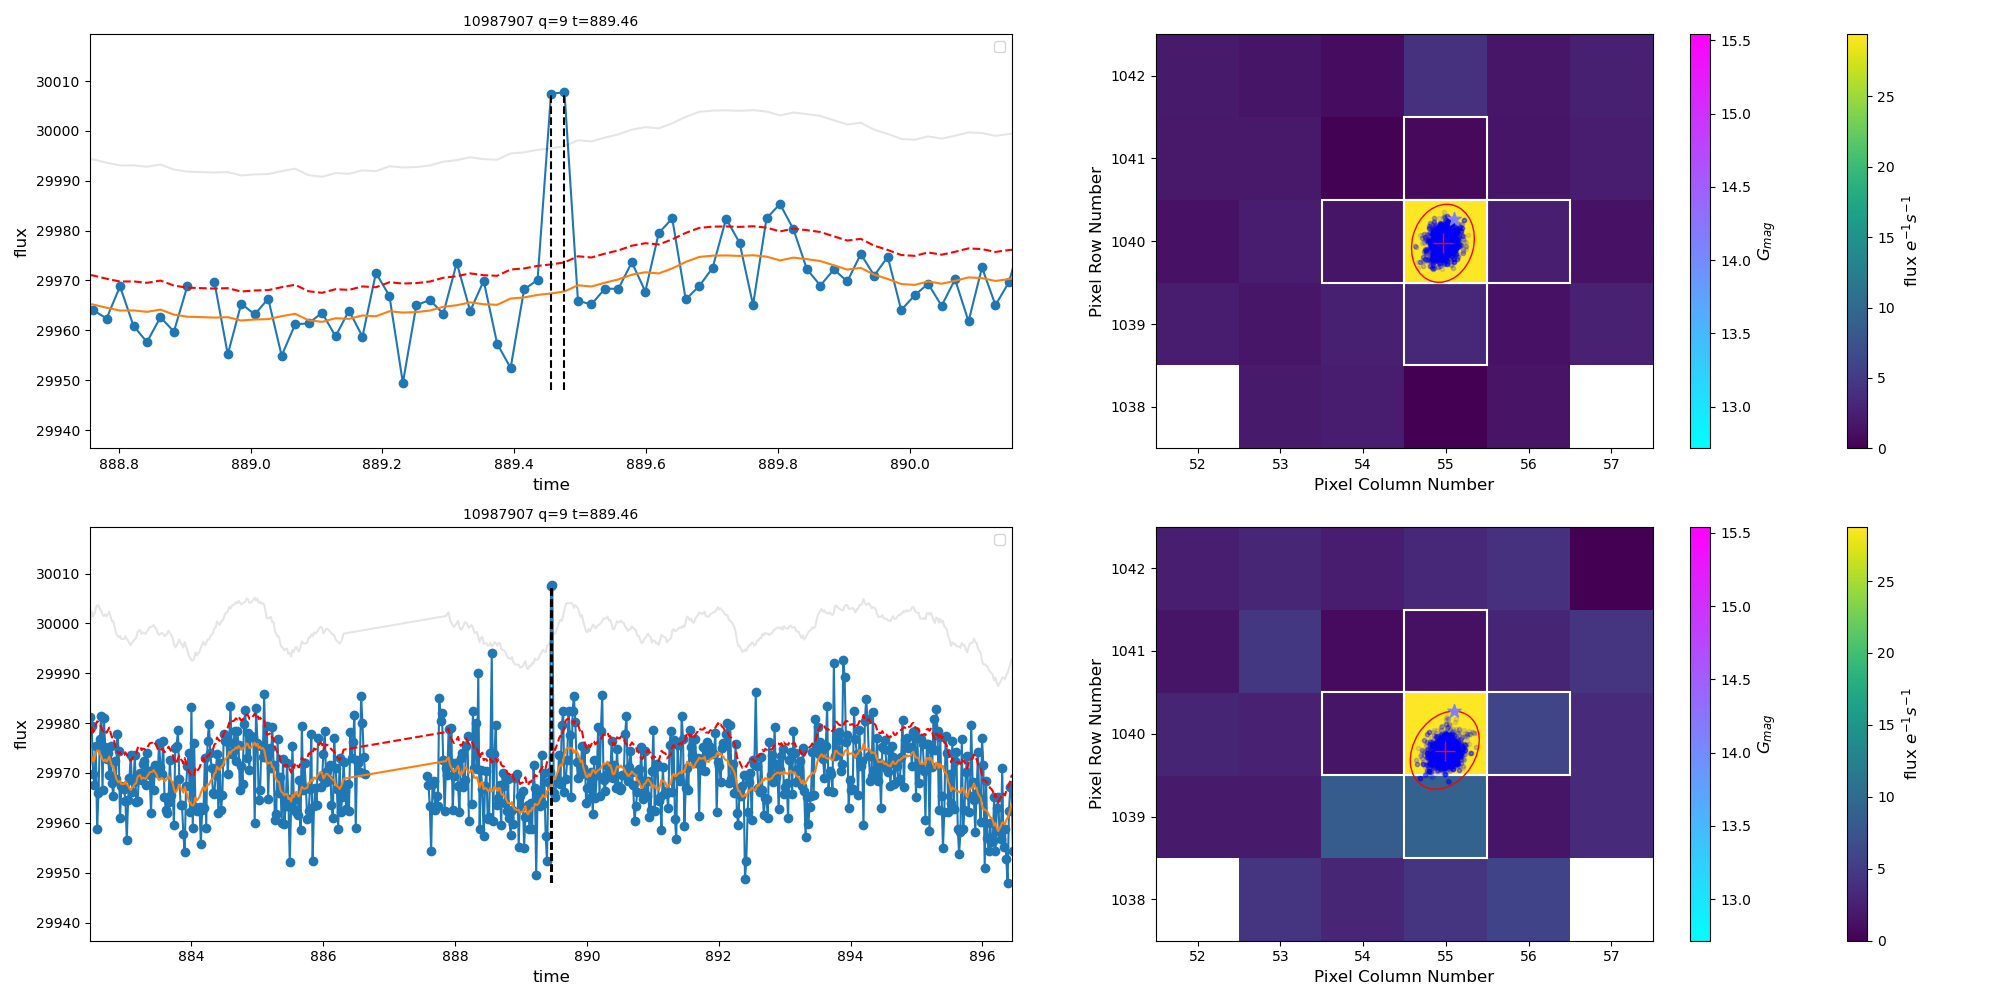 10987907 q=9 t=889.46
flux
30010
30000
29990
29980
29970
29960
29950
29940
888.8 889.0 889.2 889.4 889.6 889.8 890.0
time
Pixel Row Number
1042
1041
1040
1039
1038
52 53 54 55 56 57
Pixel Column Number
15.5
15.0
14.5
14.0
13.5
13.0
G_mag
25
20
15
10
5
0
flux e⁻¹s⁻¹
10987907 q=9 t=889.46
flux
30010
30000
29990
29980
29970
29960
29950
29940
884 886 888 890 892 894 896
time
Pixel Row Number
1042
1041
1040
1039
1038
52 53 54 55 56 57
Pixel Column Number
15.5
15.0
14.5
14.0
13.5
13.0
G_mag
25
20
15
10
5
0
flux e⁻¹s⁻¹